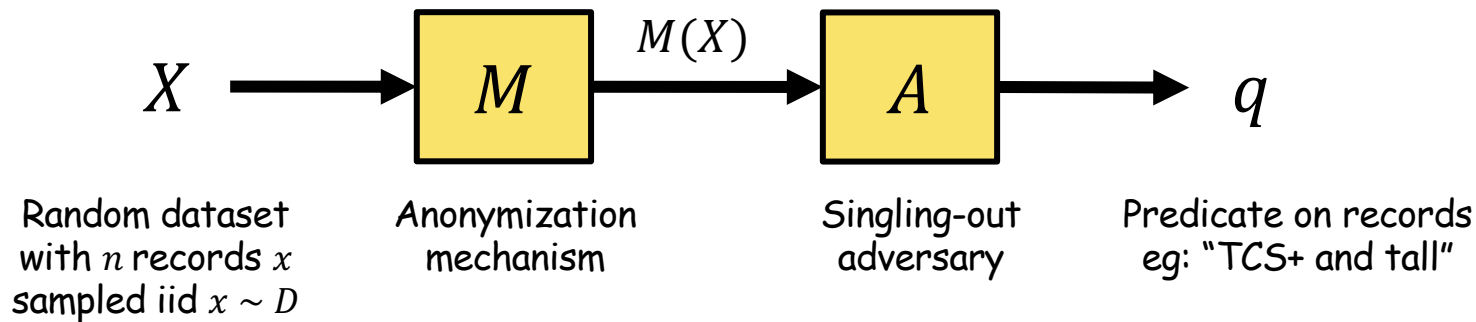 M(X)
X M A q
Random dataset
with n records x
sampled iid x ~ D
Anonymization
mechanism
Singling-out
adversary
Predicate on records
eg: “TCS+ and tall”